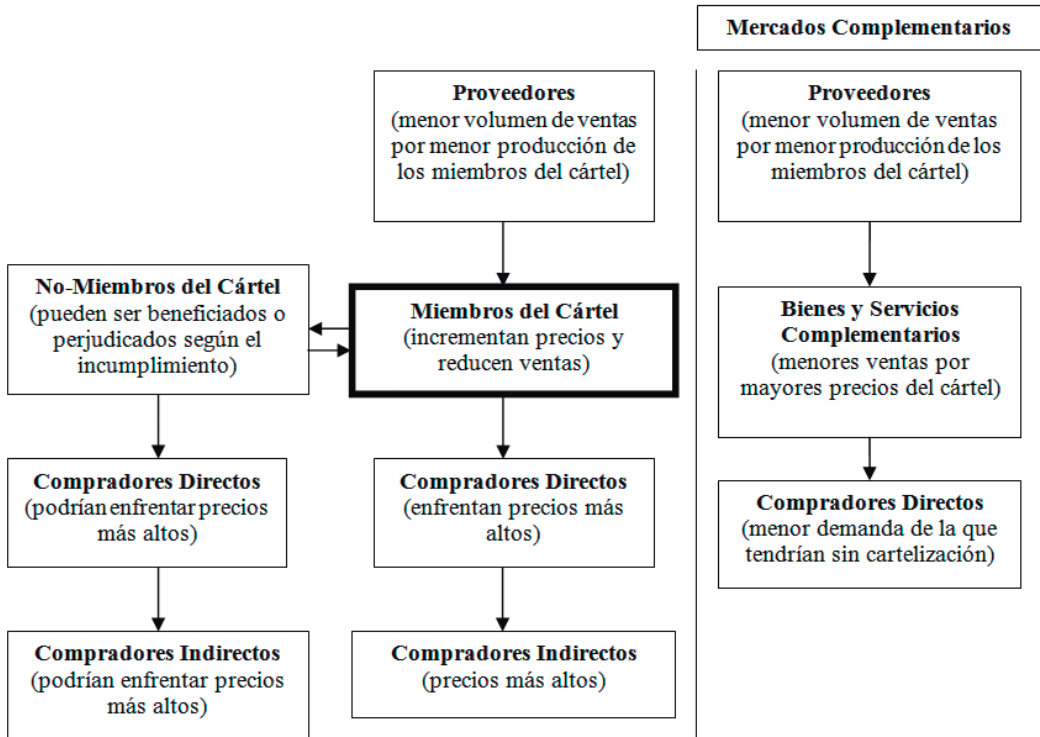 Mercados Complementarios
Proveedores
(menor volumen de ventas
por menor producción de
los miembros del cártel)
Proveedores
(menor volumen de ventas
por menor producción de los
miembros del cártel)
No-Miembros del Cártel
(pueden ser beneficiados o
perjudicados según el
incumplimiento)
Miembros del Cártel
(incrementan precios y
reducen ventas)
Bienes y Servicios
Complementarios
(menores ventas por
mayores precios del cártel)
Compradores Directos
(podrían enfrentar precios
más altos)
Compradores Directos
(enfrentan precios más
altos)
Compradores Directos
(menor demanda de la que
tendrían sin cartelización)
Compradores Indirectos
(podrían enfrentar precios
más altos)
Compradores Indirectos
(precios más altos)